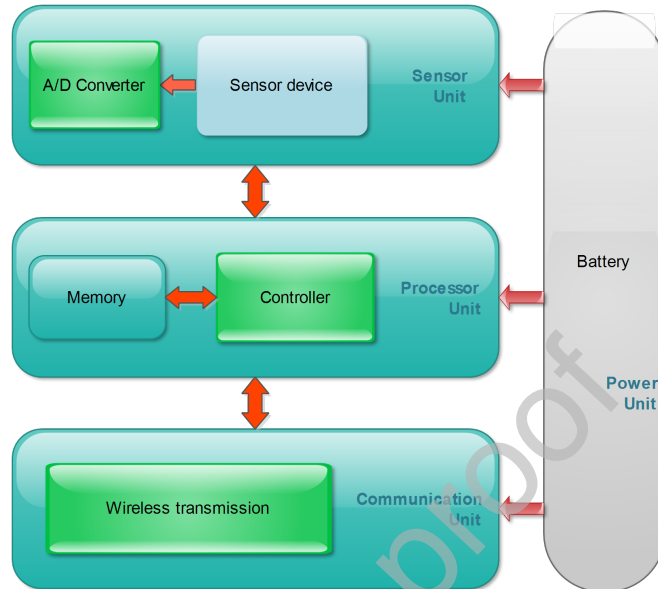 A/D Converter
Sensor device
Sensor
Unit
Memory
Controller
Processor
Unit
Battery
Power
Unit
Wireless transmission
Communication
Unit
proof